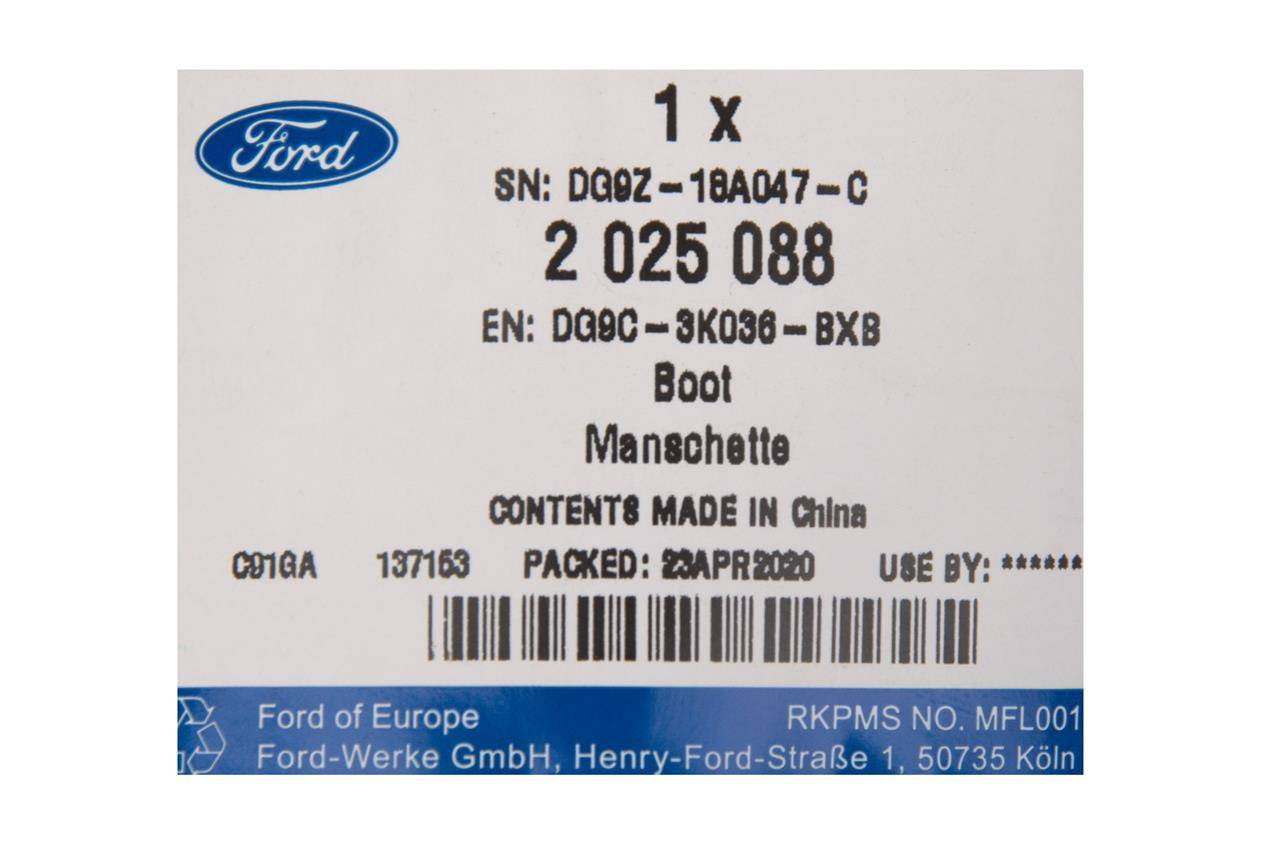 Ford
1 x
SN: DG9Z-18A047-C
2 025 088
EN: DG9C-3K036-BXB
Boot
Manschette
CONTENTS MADE IN China
C91GA 137153 PACKED: 23APR2020 USE BY: ******
Ford of Europe RKPMS NO. MFL001
Ford-Werke GmbH, Henry-Ford-Straße 1, 50735 Köln